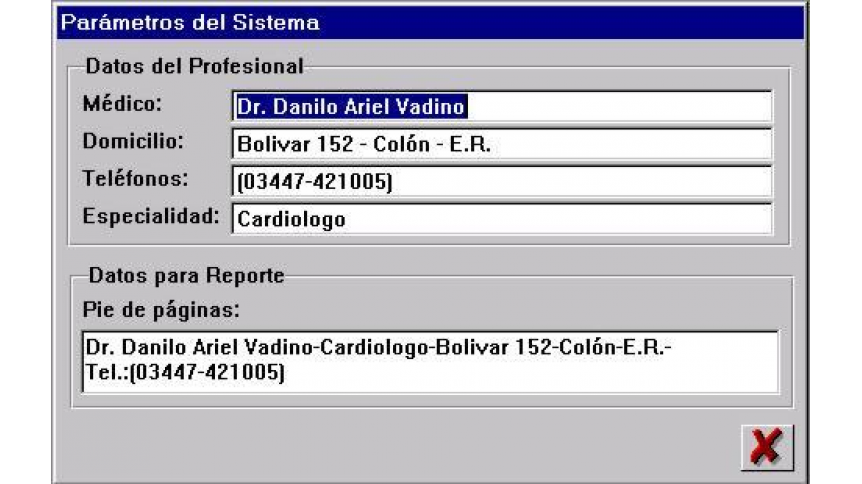 Parámetros del Sistema
Datos del Profesional
Médico: Dr. Danilo Ariel Vadino
Domicilio: Bolivar 152 - Colón - E.R.
Teléfonos: (03447-421005)
Especialidad: Cardiologo
Datos para Reporte
Pie de páginas:
Dr. Danilo Ariel Vadino-Cardiologo-Bolivar 152-Colón-E.R.-
Tel.:(03447-421005)